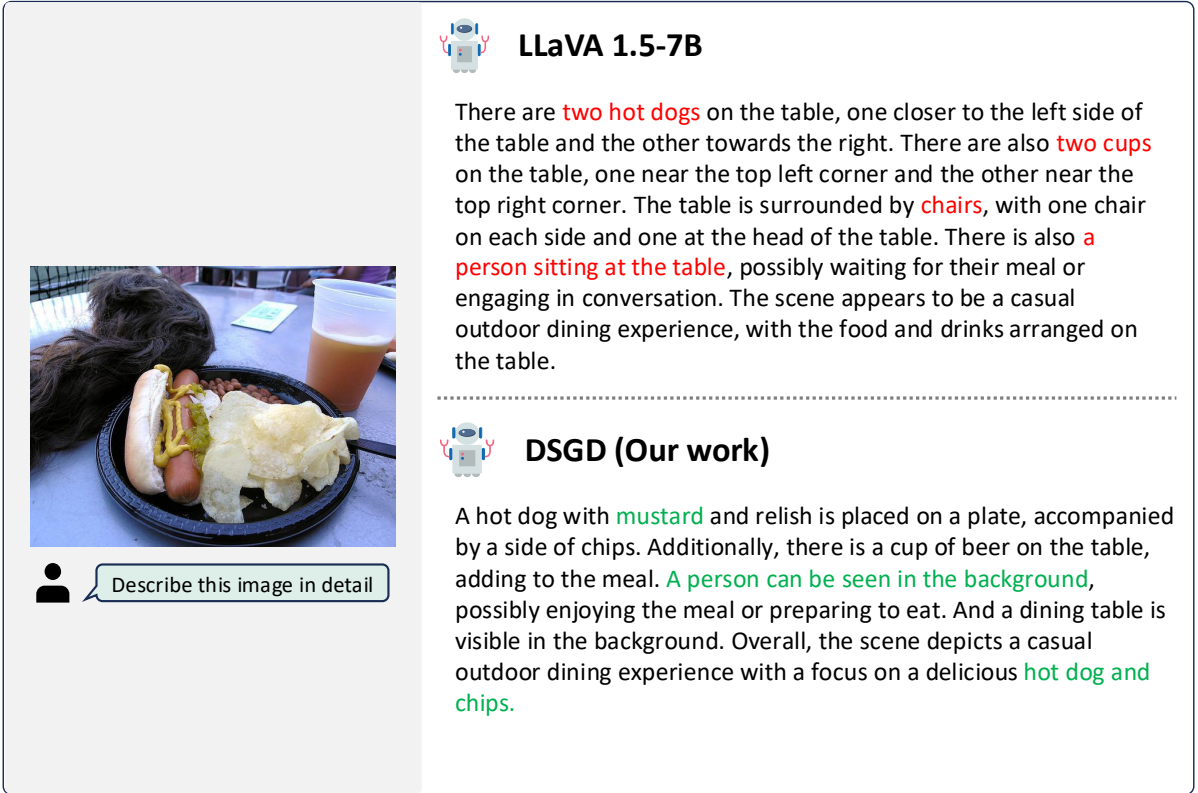 LLaVA 1.5-7B
There are two hot dogs on the table, one closer to the left side of
the table and the other towards the right. There are also two cups
on the table, one near the top left corner and the other near the
top right corner. The table is surrounded by chairs, with one chair
on each side and one at the head of the table. There is also a
person sitting at the table, possibly waiting for their meal or
engaging in conversation. The scene appears to be a casual
outdoor dining experience, with the food and drinks arranged on
the table.
Describe this image in detail
DSGD (Our work)
A hot dog with mustard and relish is placed on a plate, accompanied
by a side of chips. Additionally, there is a cup of beer on the table,
adding to the meal. A person can be seen in the background,
possibly enjoying the meal or preparing to eat. And a dining table is
visible in the background. Overall, the scene depicts a casual
outdoor dining experience with a focus on a delicious hot dog and
chips.